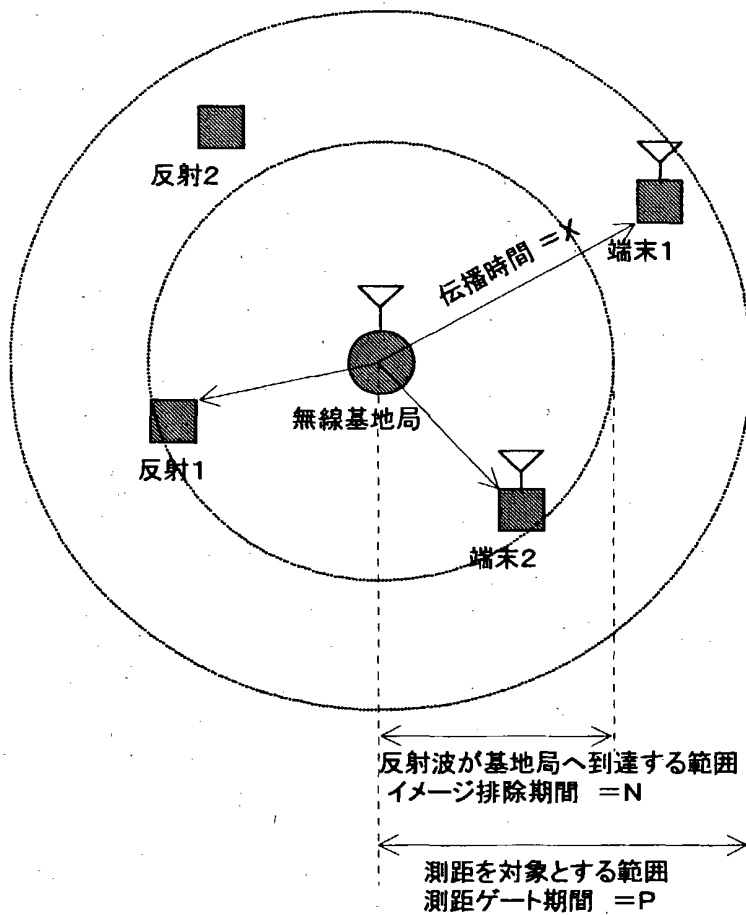 反射2
端末1
伝播時間 =X
無線基地局
反射1
端末2
反射波が基地局へ到達する範囲
イメージ排除期間 =N
測距を対象とする範囲
測距ゲート期間 =P